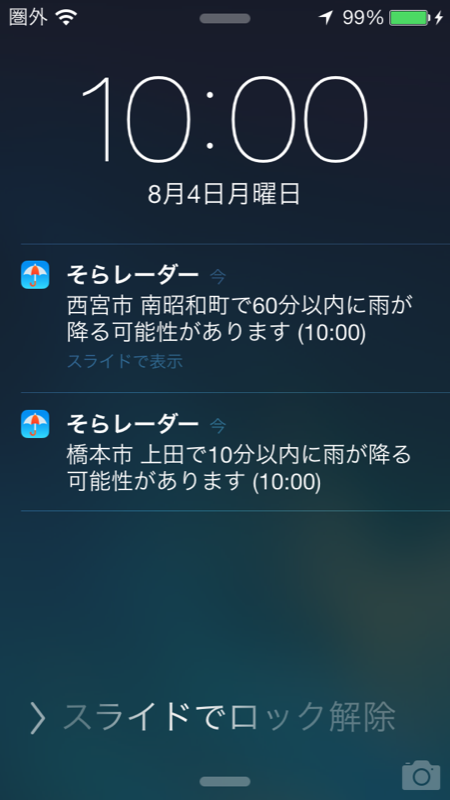 圏外 99%
10:00
8月4日月曜日
そらレーダー 今
西宮市 南昭和町で60分以内に雨が
降る可能性があります (10:00)
スライドで表示
そらレーダー 今
橋本市 上田で10分以内に雨が降る
可能性があります (10:00)
スライドでロック解除